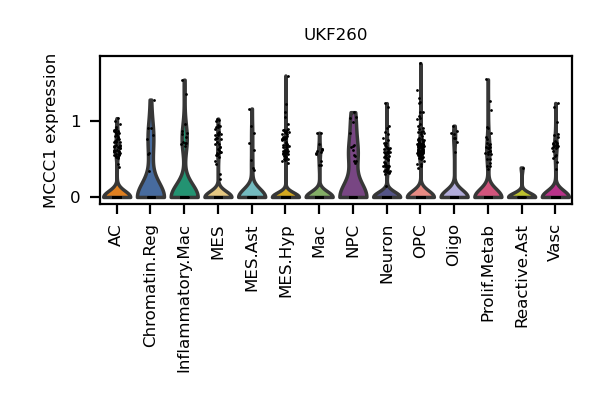 UKF260
MCCC1 expression
1
0
AC
Chromatin.Reg
Inflammatory.Mac
MES
MES.Ast
MES.Hyp
Mac
NPC
Neuron
OPC
Oligo
Prolif.Metab
Reactive.Ast
Vasc